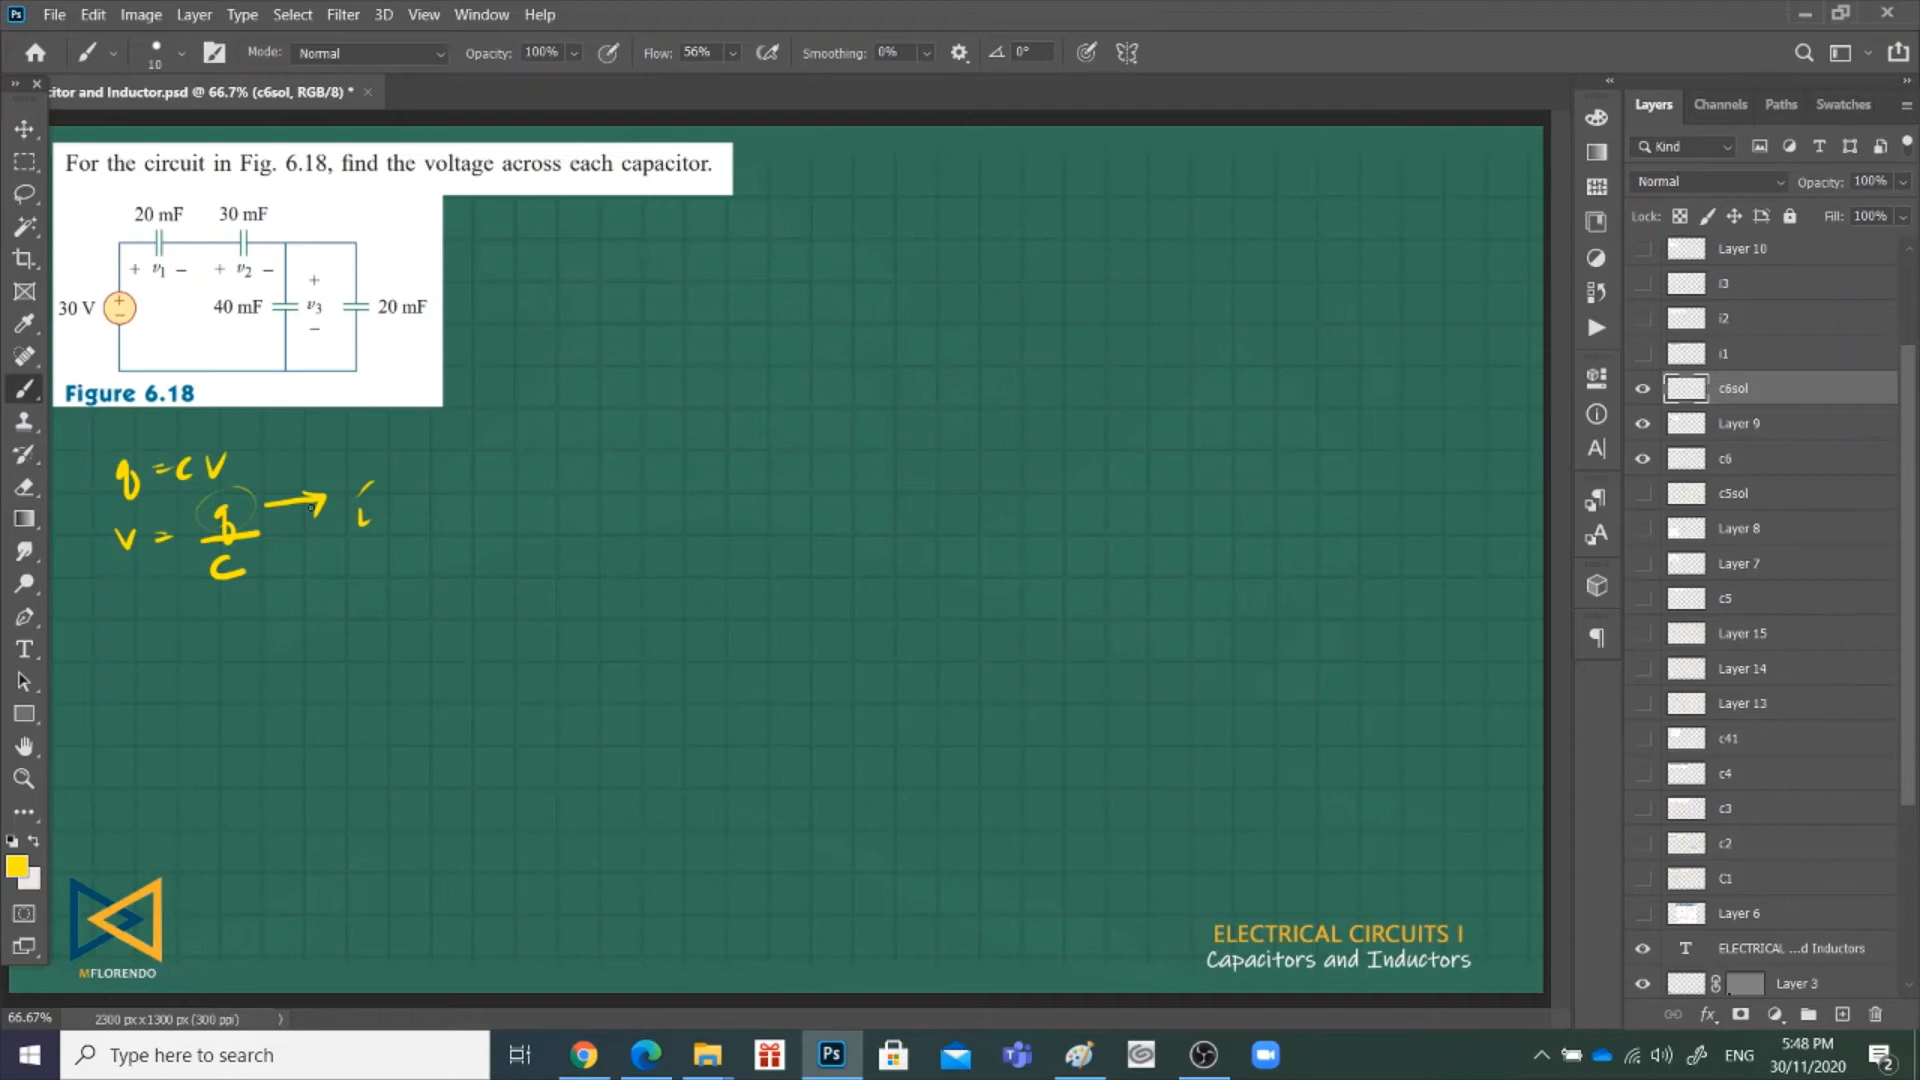 Ps File Edit Image Layer Type Select Filter 3D View Window Help
10 Mode: Normal Opacity: 100% Flow: 56% Smoothing: 0% 0°
citor and Inductor.psd @ 66.7% (c6sol, RGB/8) *
For the circuit in Fig. 6.18, find the voltage across each capacitor.
20 mF 30 mF
+ v1 − + v2 − +
30 V + − 40 mF v3 20 mF
−
Figure 6.18
q = C V
v = q/C → i
MFLORENDO
ELECTRICAL CIRCUITS I
Capacitors and Inductors
Layers Channels Paths Swatches
Kind
Normal Opacity: 100%
Lock: Fill: 100%
Layer 10
i3
i2
i1
c6sol
Layer 9
c6
c5sol
Layer 8
Layer 7
c5
Layer 15
Layer 14
Layer 13
c41
c4
c3
c2
C1
Layer 6
T ELECTRICAL ...d Inductors
Layer 3
66.67% 2300 px x 1300 px (300 ppi)
Type here to search
Ps
ENG
5:48 PM
30/11/2020
2